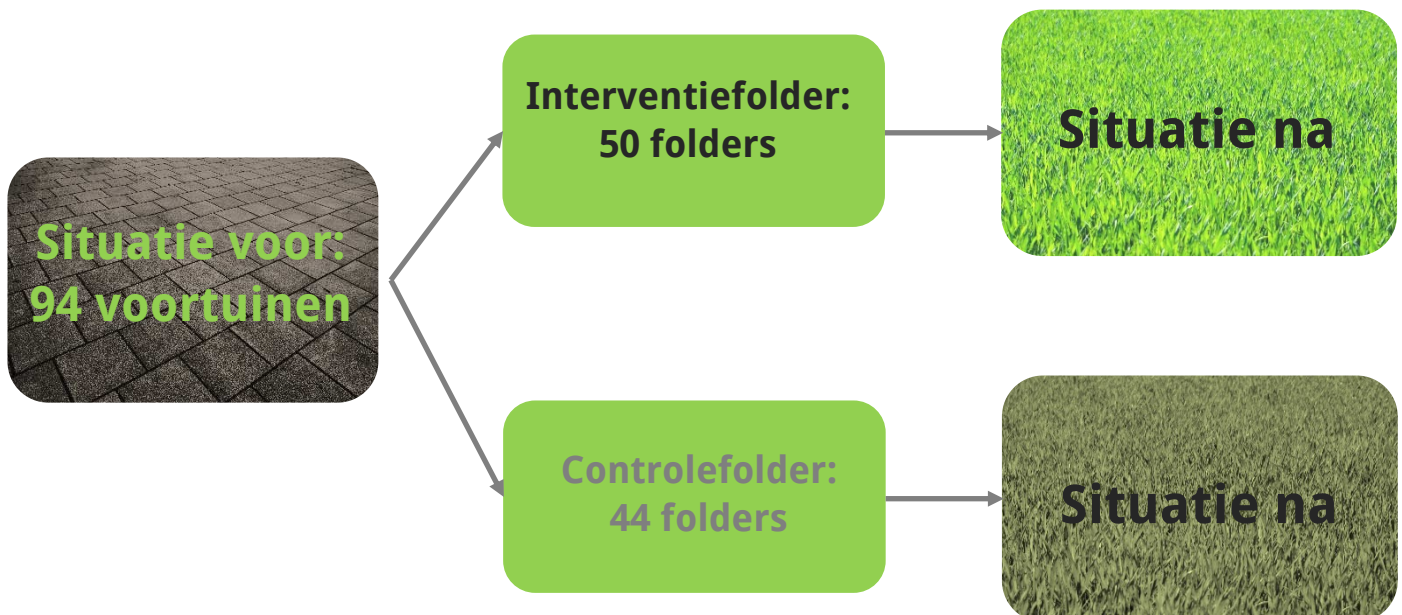 Situatie voor:
94 voortuinen
Interventiefolder:
50 folders
Situatie na
Controlefolder:
44 folders
Situatie na